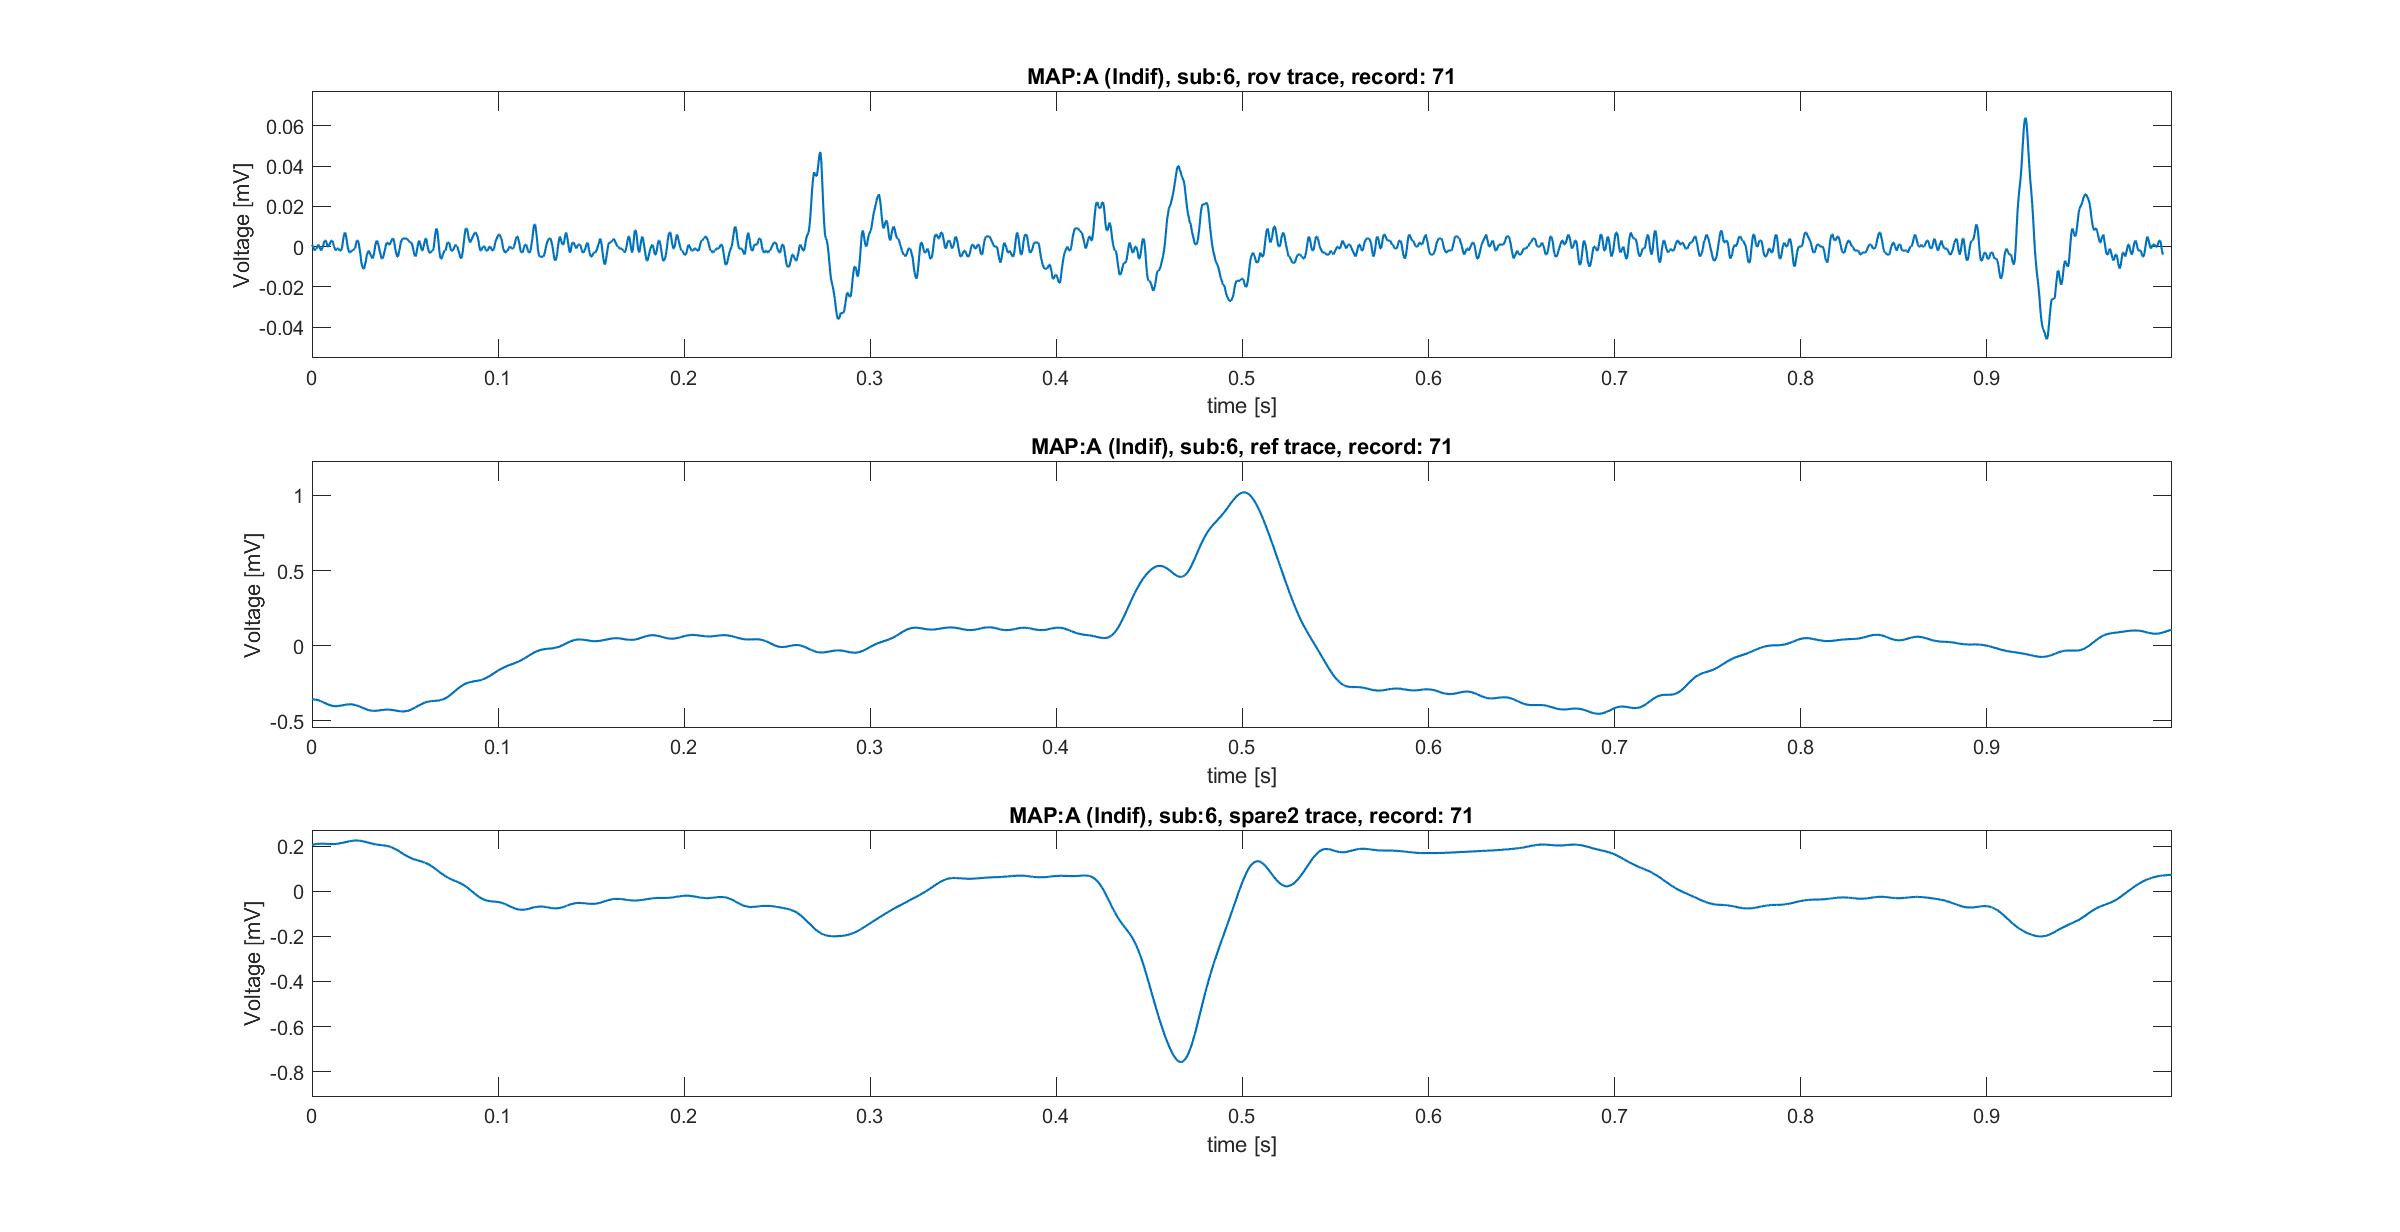 MAP:A (Indif), sub:6, rov trace, record: 71
0.06
0.04
0.02
0
-0.02
-0.04
Voltage [mV]
0 0.1 0.2 0.3 0.4 0.5 0.6 0.7 0.8 0.9
time [s]
MAP:A (Indif), sub:6, ref trace, record: 71
1
0.5
0
-0.5
Voltage [mV]
0 0.1 0.2 0.3 0.4 0.5 0.6 0.7 0.8 0.9
time [s]
MAP:A (Indif), sub:6, spare2 trace, record: 71
0.2
0
-0.2
-0.4
-0.6
-0.8
Voltage [mV]
0 0.1 0.2 0.3 0.4 0.5 0.6 0.7 0.8 0.9
time [s]